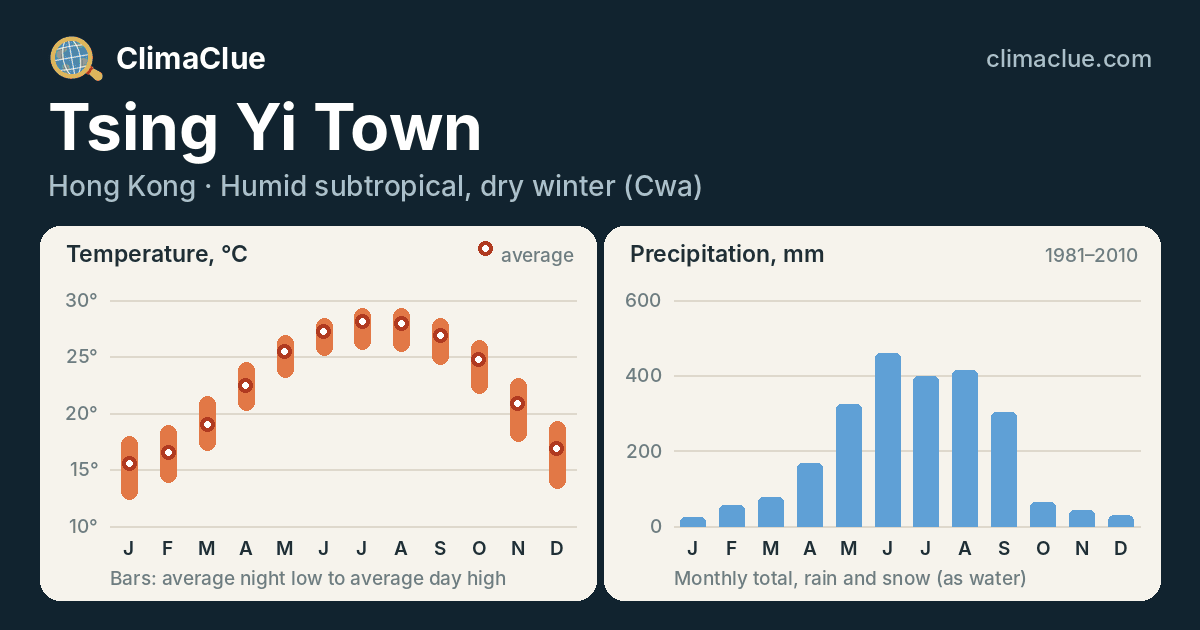 ClimaClue
climaclue.com
Tsing Yi Town
Hong Kong · Humid subtropical, dry winter (Cwa)
Temperature, °C
average
30°
25°
20°
15°
10°
J F M A M J J A S O N D
Bars: average night low to average day high
Precipitation, mm
1981–2010
600
400
200
0
J F M A M J J A S O N D
Monthly total, rain and snow (as water)